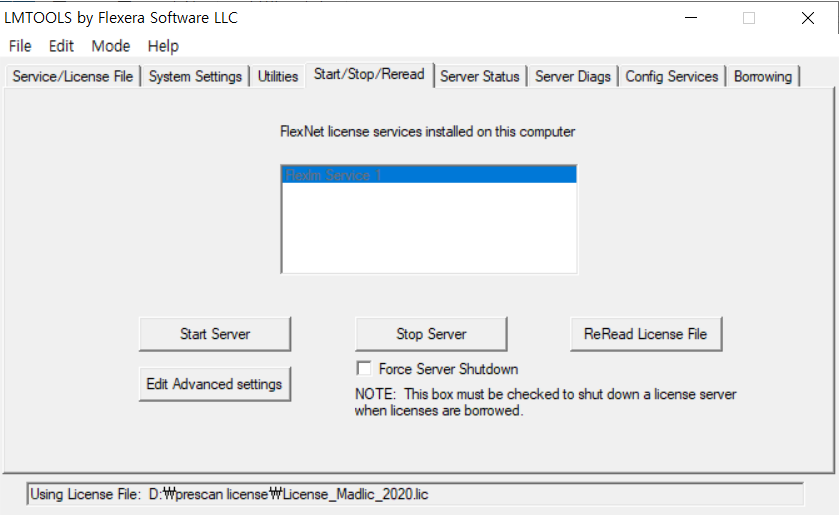 LMTOOLS by Flexera Software LLC
File Edit Mode Help
Service/License File System Settings Utilities Start/Stop/Reread Server Status Server Diags Config Services Borrowing
FlexNet license services installed on this computer
Flexlm Service 1
Start Server Stop Server ReRead License File
Edit Advanced settings Force Server Shutdown
NOTE: This box must be checked to shut down a license server
when licenses are borrowed.
Using License File: D:₩prescan license₩License_Madlic_2020.lic